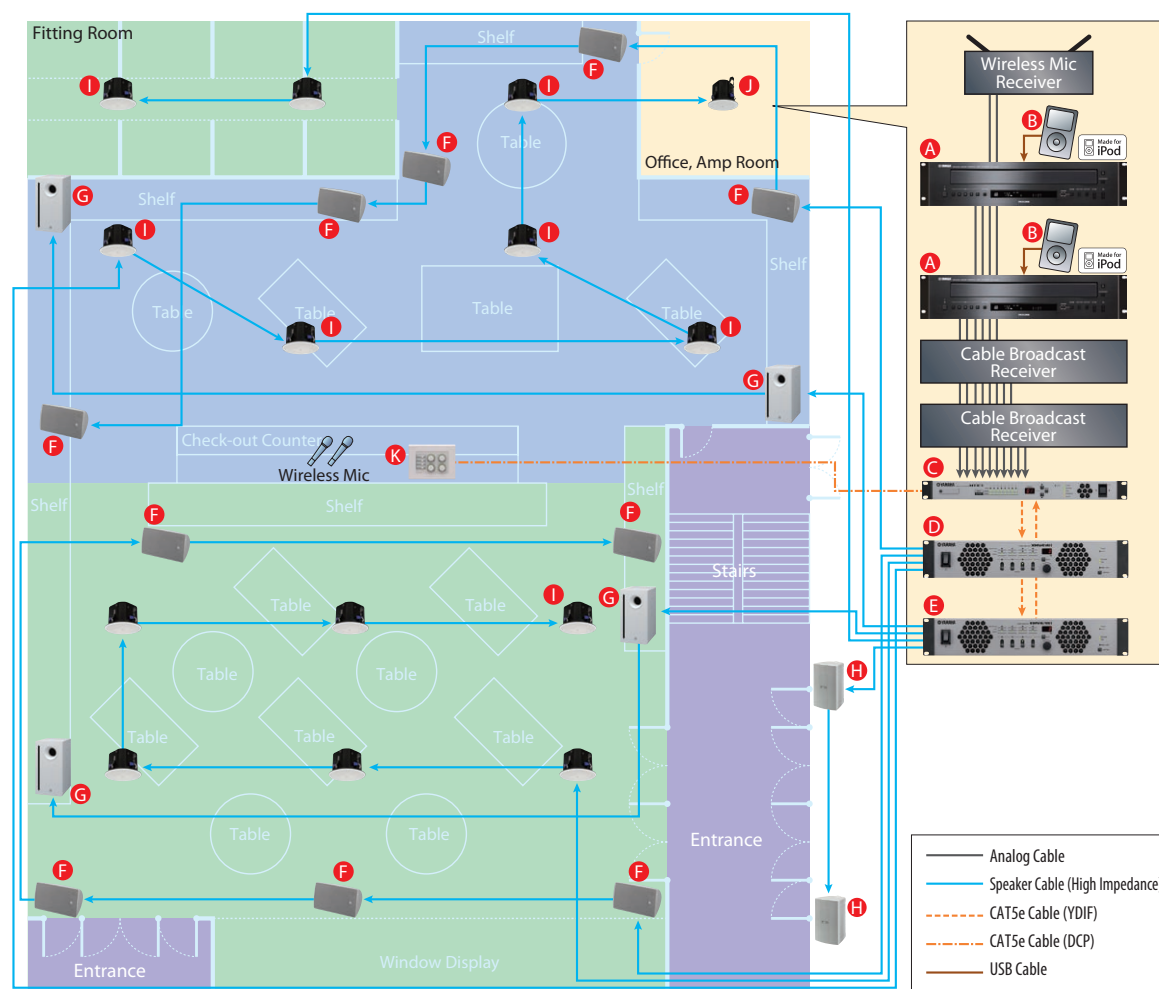 Fitting Room
I
Shelf
F
I
J
Wireless Mic
Receiver
B
Made for
iPod
A
F
Table
Office, Amp Room
G
Shelf
F
F
I
I
B
Made for
iPod
A
Shelf
Table
Table
I
Table
Table
I
Cable Broadcast
Receiver
G
F
Check-out Counter
Wireless Mic
K
Cable Broadcast
Receiver
C
Shelf
Shelf
Shelf
F
F
D
YAMAHA
Table
Table
Stairs
I
G
E
YAMAHA
Table
Table
H
Table
Table
Table
G
Table
Table
Entrance
F
F
F
H
Entrance
Window Display
Analog Cable
Speaker Cable (High Impedance)
CAT5e Cable (YDIF)
CAT5e Cable (DCP)
USB Cable